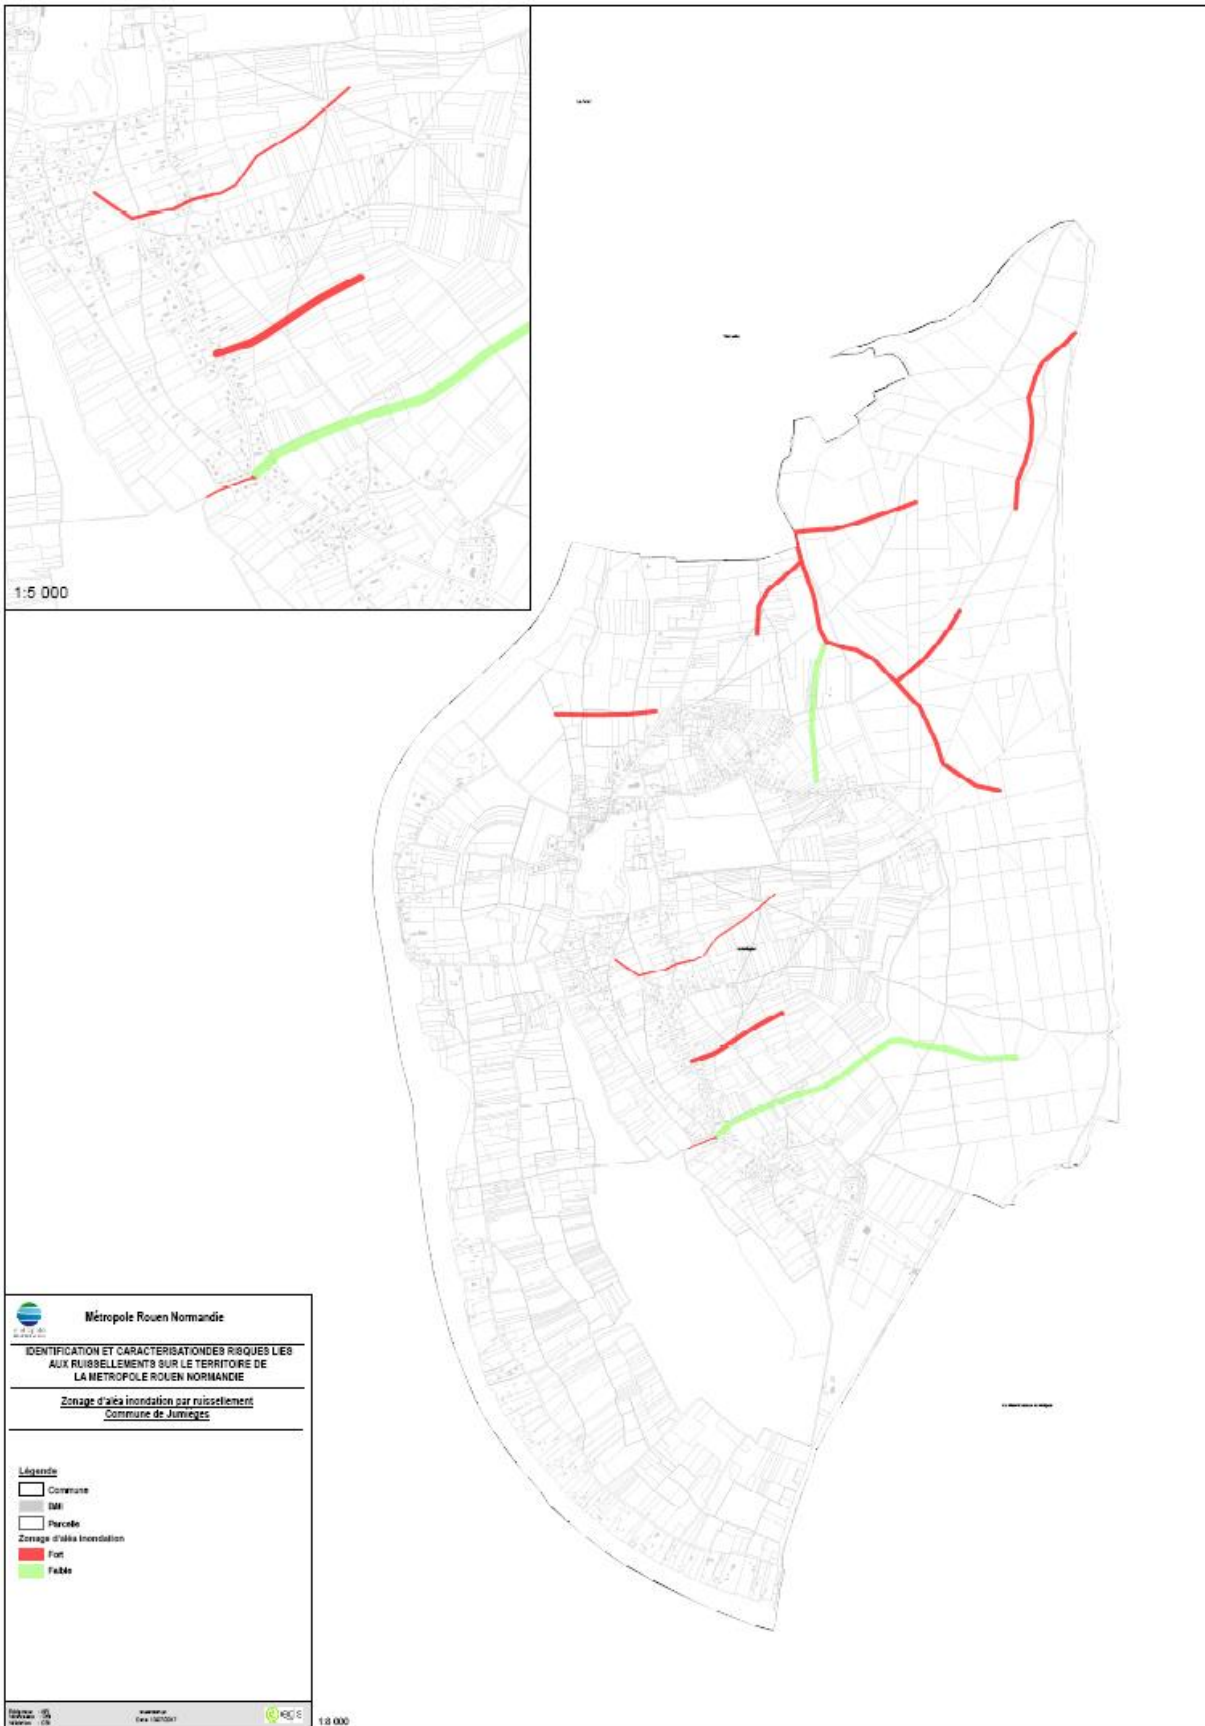 1:5 000
Métropole Rouen Normandie
IDENTIFICATION ET CARACTERISATIONDES RISQUES LIES
AUX RUISSELLEMENTS SUR LE TERRITOIRE DE
LA METROPOLE ROUEN NORMANDIE
Zonage d'aléa inondation par ruissellement
Commune de Jumièges
Légende
Commune
Bâti
Parcelle
Zonage d'aléa inondation
Fort
Faible
egis
1:8 000